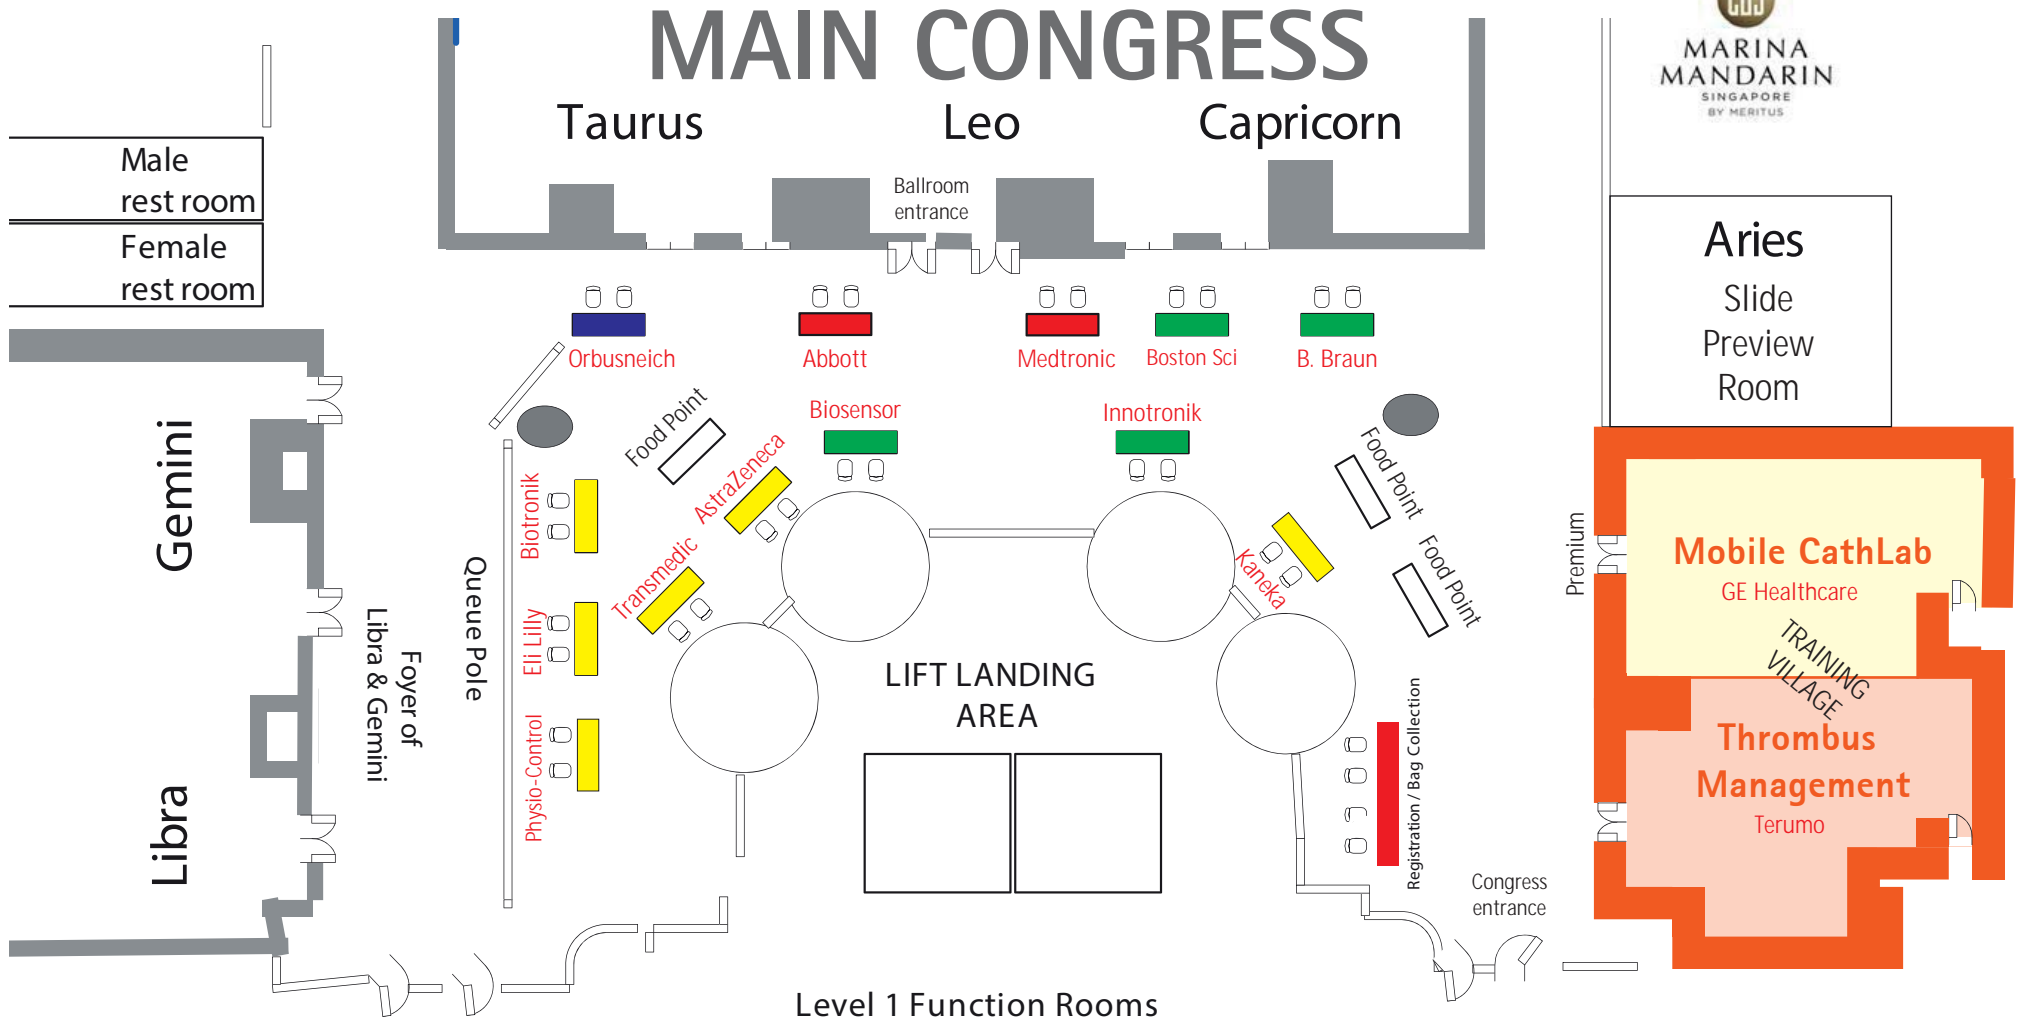 MAIN CONGRESS
CDJ
MARINA
MANDARIN
SINGAPORE
BY MERITUS
Taurus
Leo
Capricorn
Male
rest room
Female
rest room
Ballroom
entrance
Aries
Slide
Preview
Room
Orbusneich
Abbott
Medtronic
Boston Sci
B. Braun
Food Point
Biosensor
Innotronik
Food Point
Food Point
Gemini
Libra
Foyer of
Libra & Gemini
Queue Pole
Biotronik
Eli Lilly
Physio-Control
AstraZeneca
Transmedic
Kaneka
LIFT LANDING
AREA
Registration / Bag Collection
Congress
entrance
Premium
Mobile CathLab
GE Healthcare
TRAINING
VILLAGE
Thrombus
Management
Terumo
Level 1 Function Rooms